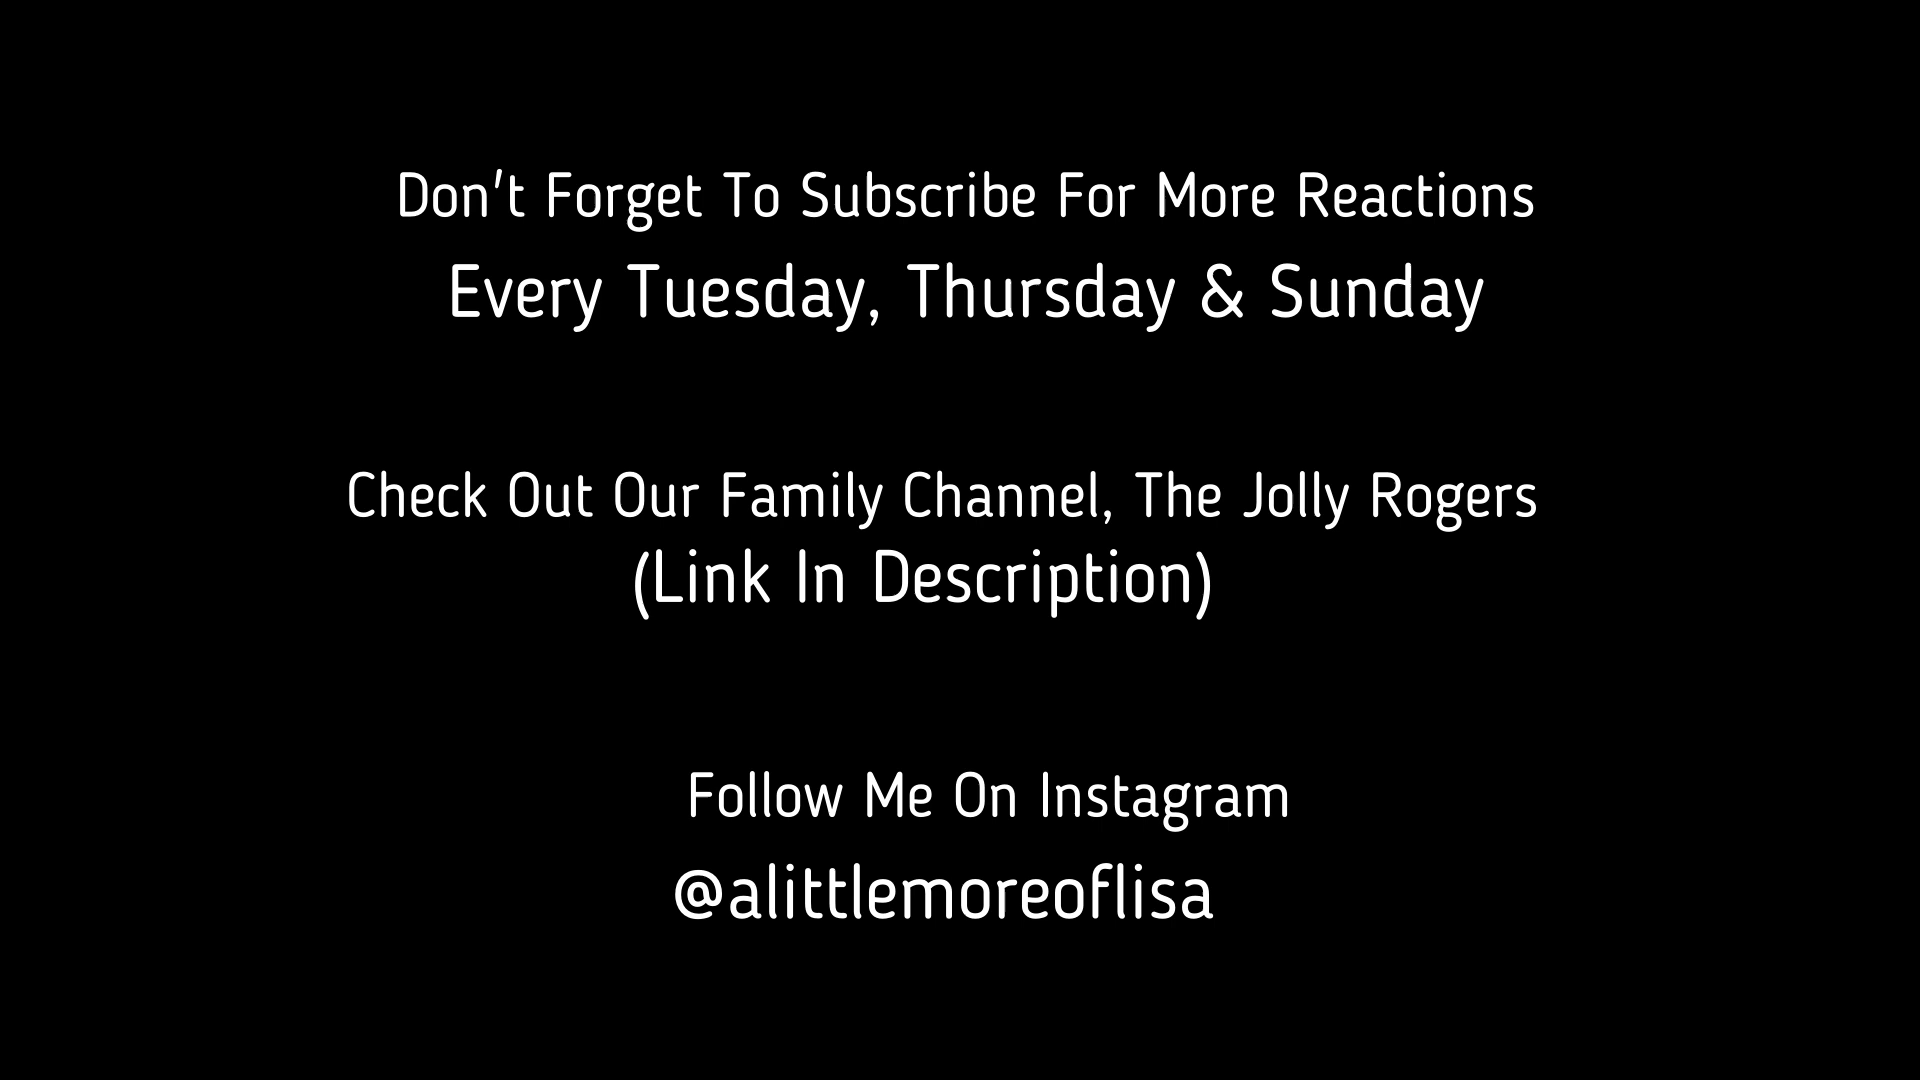 Don't Forget To Subscribe For More Reactions
Every Tuesday, Thursday & Sunday
Check Out Our Family Channel, The Jolly Rogers
(Link In Description)
Follow Me On Instagram
@alittlemoreoflisa